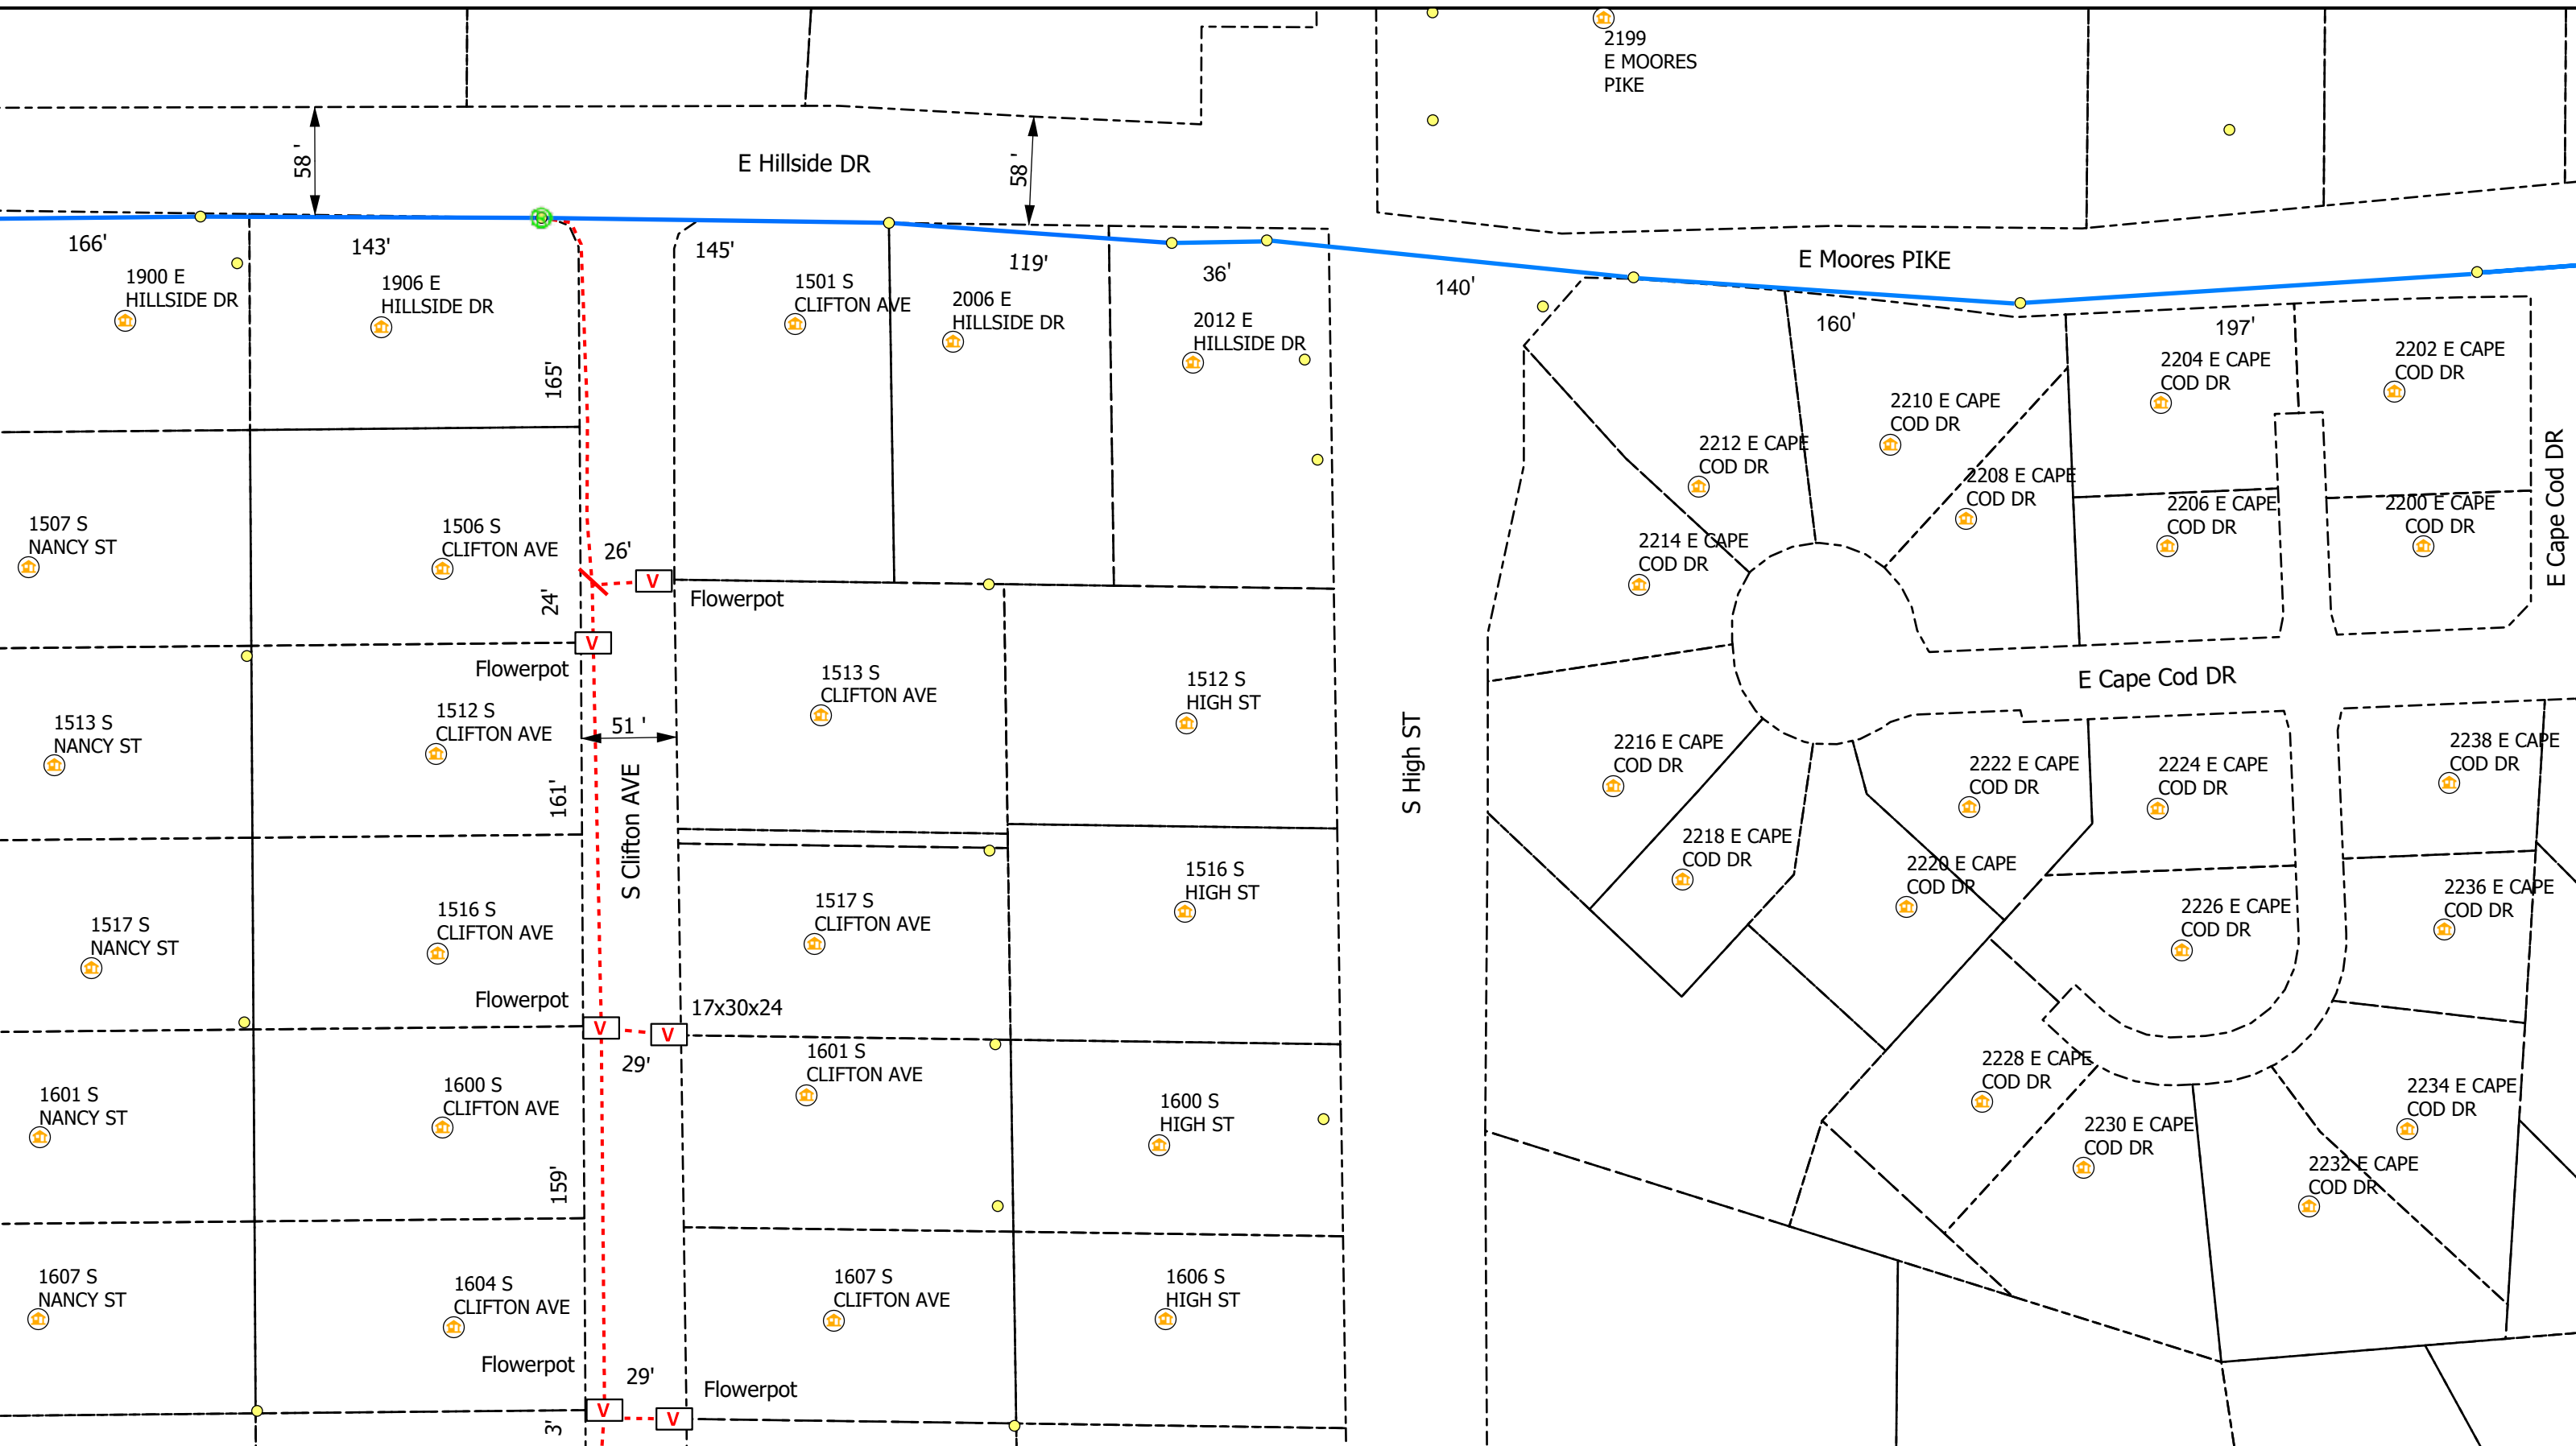 2199
E MOORES
PIKE
58 '
E Hillside DR
58 '
166'
143'
145'
119'
36'
140'
E Moores PIKE
160'
197'
1900 E
HILLSIDE DR
1906 E
HILLSIDE DR
1501 S
CLIFTON AVE
2006 E
HILLSIDE DR
2012 E
HILLSIDE DR
2204 E CAPE
COD DR
2202 E CAPE
COD DR
165'
2212 E CAPE
COD DR
2210 E CAPE
COD DR
2208 E CAPE
COD DR
2206 E CAPE
COD DR
2200 E CAPE
COD DR
E Cape Cod DR
1507 S
NANCY ST
1506 S
CLIFTON AVE
26'
V
Flowerpot
24'
V
Flowerpot
2214 E CAPE
COD DR
1513 S
NANCY ST
1512 S
CLIFTON AVE
51 '
1513 S
CLIFTON AVE
1512 S
HIGH ST
E Cape Cod DR
161'
S Clifton AVE
S High ST
2216 E CAPE
COD DR
2222 E CAPE
COD DR
2224 E CAPE
COD DR
2238 E CAPE
COD DR
2218 E CAPE
COD DR
2220 E CAPE
COD DR
2226 E CAPE
COD DR
2236 E CAPE
COD DR
1517 S
NANCY ST
1516 S
CLIFTON AVE
1517 S
CLIFTON AVE
1516 S
HIGH ST
Flowerpot
V
V
17x30x24
29'
1601 S
NANCY ST
1600 S
CLIFTON AVE
1601 S
CLIFTON AVE
1600 S
HIGH ST
2228 E CAPE
COD DR
2230 E CAPE
COD DR
2234 E CAPE
COD DR
2232 E CAPE
COD DR
159'
1607 S
NANCY ST
1604 S
CLIFTON AVE
1607 S
CLIFTON AVE
1606 S
HIGH ST
Flowerpot
29'
Flowerpot
V
V
3'